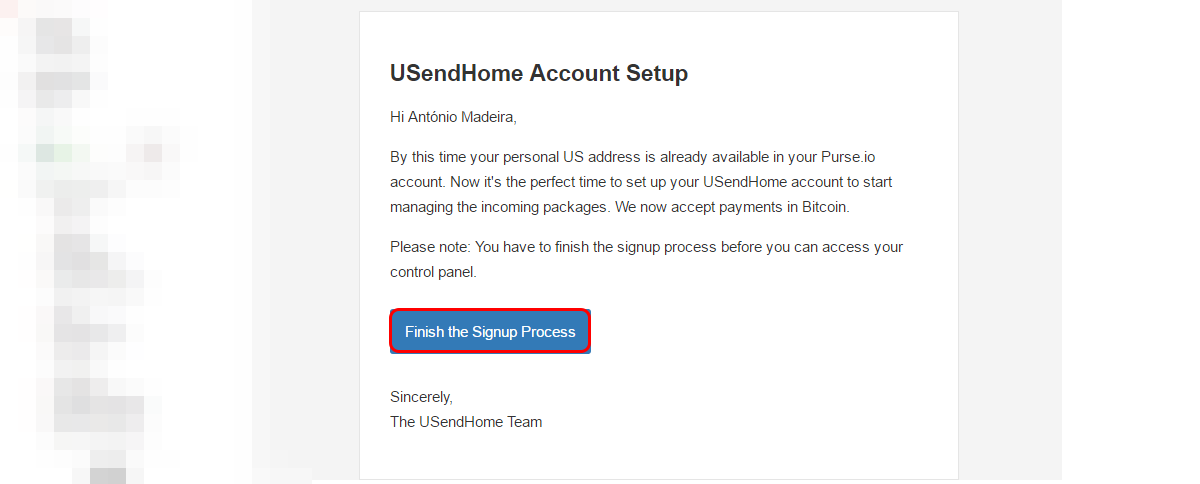 USendHome Account Setup
Hi António Madeira,
By this time your personal US address is already available in your Purse.io
account. Now it's the perfect time to set up your USendHome account to start
managing the incoming packages. We now accept payments in Bitcoin.
Please note: You have to finish the signup process before you can access your
control panel.
Finish the Signup Process
Sincerely,
The USendHome Team